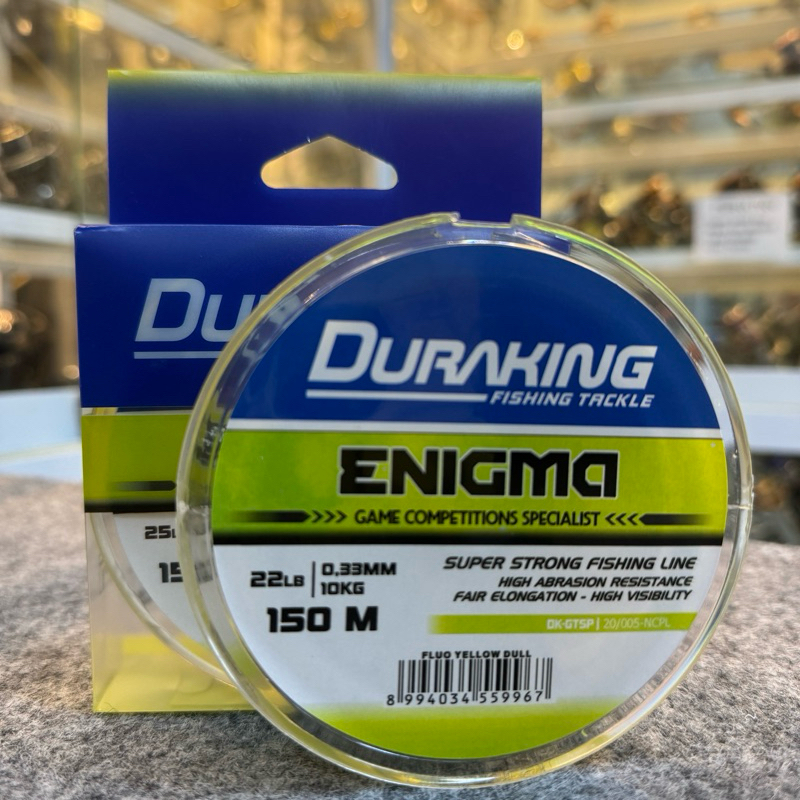 DURAKING
FISHING TACKLE
ENIGMA
>>>> GAME COMPETITIONS SPECIALIST <<<<
22LB | 0,33MM
10KG
150 M
SUPER STRONG FISHING LINE
HIGH ABRASION RESISTANCE
FAIR ELONGATION - HIGH VISIBILITY
DK-GTSP | 20/005-NCPL
FLUO YELLOW DULL
8 994034 559967
DU
25
15